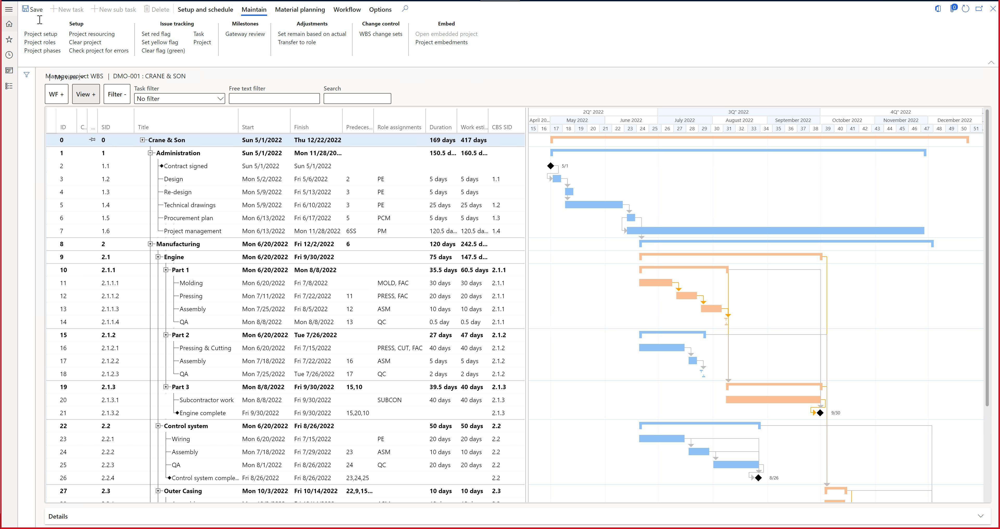 Save New task New sub task Delete Setup and schedule Maintain Material planning Workflow Options 0
Setup Issue tracking Milestones Adjustments Change control Embed
Project setup Project resourcing Set red flag Task Gateway review Set remain based on actual WBS change sets Open embedded project
Project roles Clear project Set yellow flag Project Transfer to role Project embedments
Project phases Check project for errors Clear flag (green)
Manage project WBS | DMO-001 : CRANE & SON
My view
WF + View + Filter - Task filter Free text filter Search
No filter
2Q" 2022 3Q" 2022 4Q" 2022
April 20... May 2022 June 2022 July 2022 August 2022 September 2022 October 2022 November 2022 December 2022
ID C.. ... SID Title Start Finish Predeces... Role assignments Duration Work esti... CBS SID 15 16 17 18 19 20 21 22 23 24 25 26 27 28 29 30 31 32 33 34 35 36 37 38 39 40 41 42 43 44 45 46 47 48 49 50 51
0 0 Crane & Son Sun 5/1/2022 Thu 12/22/2022 169 days 417 days
1 1 Administration Sun 5/1/2022 Mon 11/28/20... 150.5 d... 160.5 d...
2 1.1 Contract signed Sun 5/1/2022 Sun 5/1/2022 5/1
3 1.2 Design Mon 5/2/2022 Fri 5/6/2022 2 PE 5 days 5 days 1.1
4 1.3 Re-design Mon 5/9/2022 Fri 5/13/2022 3 PE 5 days 5 days
5 1.4 Technical drawings Mon 5/9/2022 Fri 6/10/2022 3 PE 25 days 25 days 1.2
6 1.5 Procurement plan Mon 6/13/2022 Fri 6/17/2022 5 PCM 5 days 5 days 1.3
7 1.6 Project management Mon 6/13/2022 Mon 11/28/2022 6SS PM 120.5 da... 120.5 da... 1.4
8 2 Manufacturing Mon 6/20/2022 Fri 12/2/2022 6 120 days 242.5 d...
9 2.1 Engine Mon 6/20/2022 Fri 9/30/2022 75 days 147.5 d...
10 2.1.1 Part 1 Mon 6/20/2022 Mon 8/8/2022 35.5 days 60.5 days 2.1.1
11 2.1.1.1 Molding Mon 6/20/2022 Fri 7/8/2022 MOLD, FAC 30 days 30 days 2.1.1
12 2.1.1.2 Pressing Mon 7/11/2022 Fri 7/22/2022 11 PRESS, FAC 20 days 20 days 2.1.1
13 2.1.1.3 Assembly Mon 7/25/2022 Fri 8/5/2022 12 ASM 10 days 10 days 2.1.1
14 2.1.1.4 QA Mon 8/8/2022 Mon 8/8/2022 13 QC 0.5 day 0.5 day 2.1.1
15 2.1.2 Part 2 Mon 6/20/2022 Tue 7/26/2022 27 days 47 days 2.1.2
16 2.1.2.1 Pressing & Cutting Mon 6/20/2022 Fri 7/15/2022 PRESS, CUT, FAC 40 days 40 days 2.1.2
17 2.1.2.2 Assembly Mon 7/18/2022 Fri 7/22/2022 16 ASM 5 days 5 days 2.1.2
18 2.1.2.3 QA Mon 7/25/2022 Tue 7/26/2022 17 QC 2 days 2 days 2.1.2
19 2.1.3 Part 3 Mon 8/8/2022 Fri 9/30/2022 15,10 39.5 days 40 days 2.1.3
20 2.1.3.1 Subcontractor work Mon 8/8/2022 Fri 9/30/2022 SUBCON 40 days 40 days 2.1.3
21 2.1.3.2 Engine complete Fri 9/30/2022 Fri 9/30/2022 15,20,10 2.1.3 9/30
22 2.2 Control system Mon 6/20/2022 Fri 8/26/2022 50 days 50 days 2.2
23 2.2.1 Wiring Mon 6/20/2022 Fri 7/15/2022 PE 20 days 20 days 2.2
24 2.2.2 Assembly Mon 7/18/2022 Fri 7/29/2022 23 ASM 10 days 10 days 2.2
25 2.2.3 QA Mon 8/1/2022 Fri 8/26/2022 24 QC 20 days 20 days 2.2
26 2.2.4 Control system comple... Fri 8/26/2022 Fri 8/26/2022 23,24,25 2.2 8/26
27 2.3 Outer Casing Mon 10/3/2022 Fri 10/14/2022 22,9,15... 10 days 10 days 2.3
Details